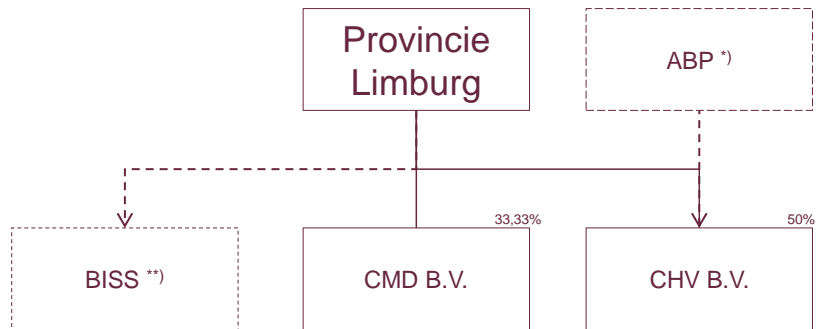 Provincie
Limburg
ABP *)
33,33%
50%
BISS **)
CMD B.V.
CHV B.V.